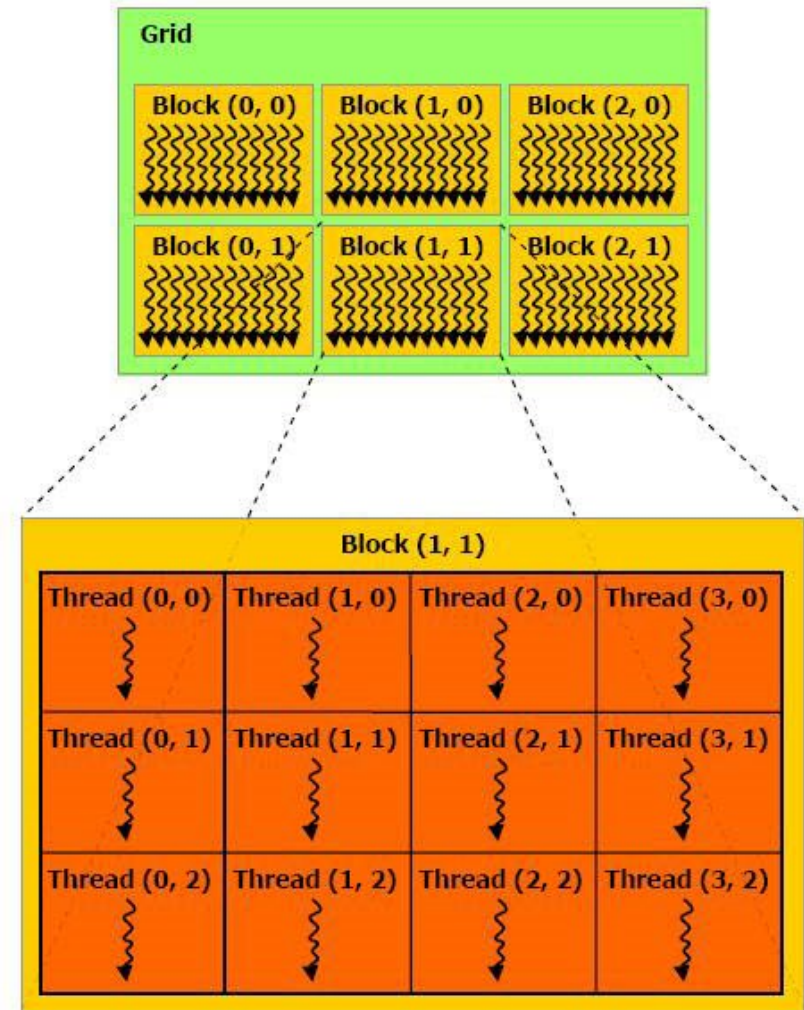 Grid
Block (0, 0) Block (1, 0) Block (2, 0)
Block (0, 1) Block (1, 1) Block (2, 1)
Block (1, 1)
Thread (0, 0) Thread (1, 0) Thread (2, 0) Thread (3, 0)
Thread (0, 1) Thread (1, 1) Thread (2, 1) Thread (3, 1)
Thread (0, 2) Thread (1, 2) Thread (2, 2) Thread (3, 2)